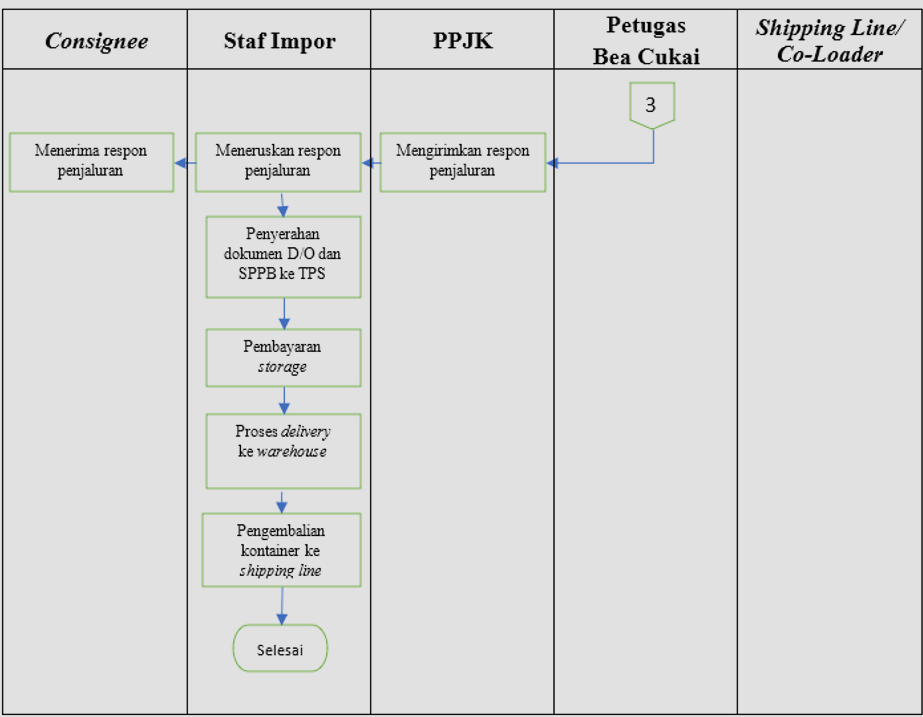 Consignee
Staf Impor
PPJK
Petugas
Bea Cukai
Shipping Line/
Co-Loader
3
Menerima respon
penjaluran
Meneruskan respon
penjaluran
Mengirimkan respon
penjaluran
Penyerahan
dokumen D/O dan
SPPB ke TPS
Pembayaran
storage
Proses delivery
ke warehouse
Pengembalian
kontainer ke
shipping line
Selesai